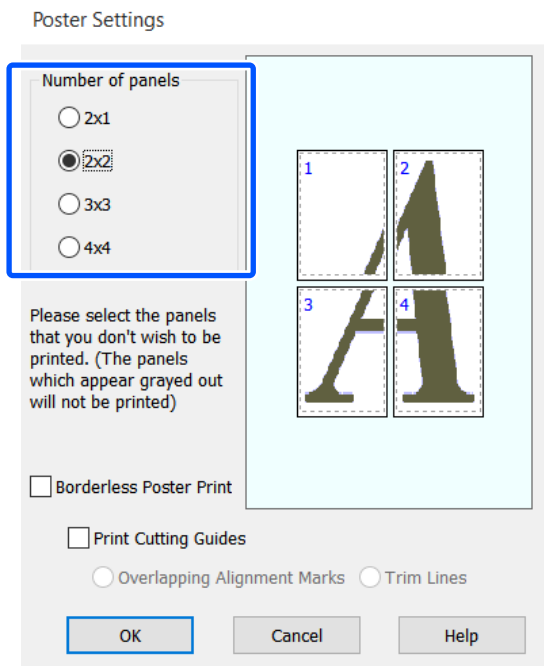 Poster Settings
Number of panels
2x1
2x2
3x3
4x4
1
2
3
4
Please select the panels
that you don't wish to be
printed. (The panels
which appear grayed out
will not be printed)
Borderless Poster Print
Print Cutting Guides
Overlapping Alignment Marks
Trim Lines
OK
Cancel
Help